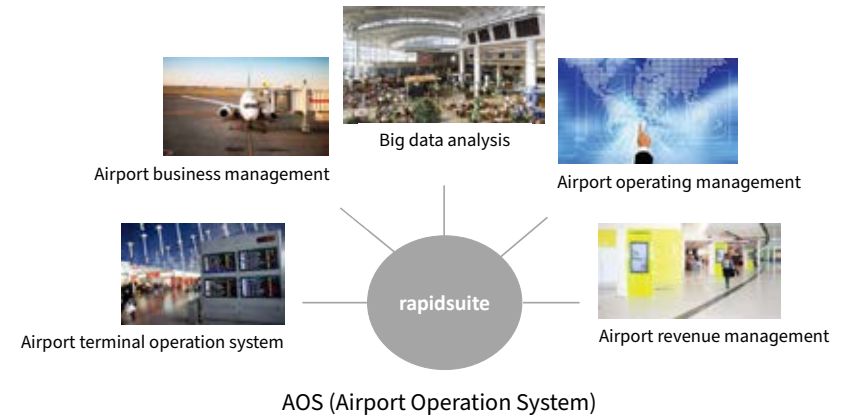 Big data analysis
Airport business management
Airport operating management
rapidsuite
Airport terminal operation system
Airport revenue management
AOS (Airport Operation System)